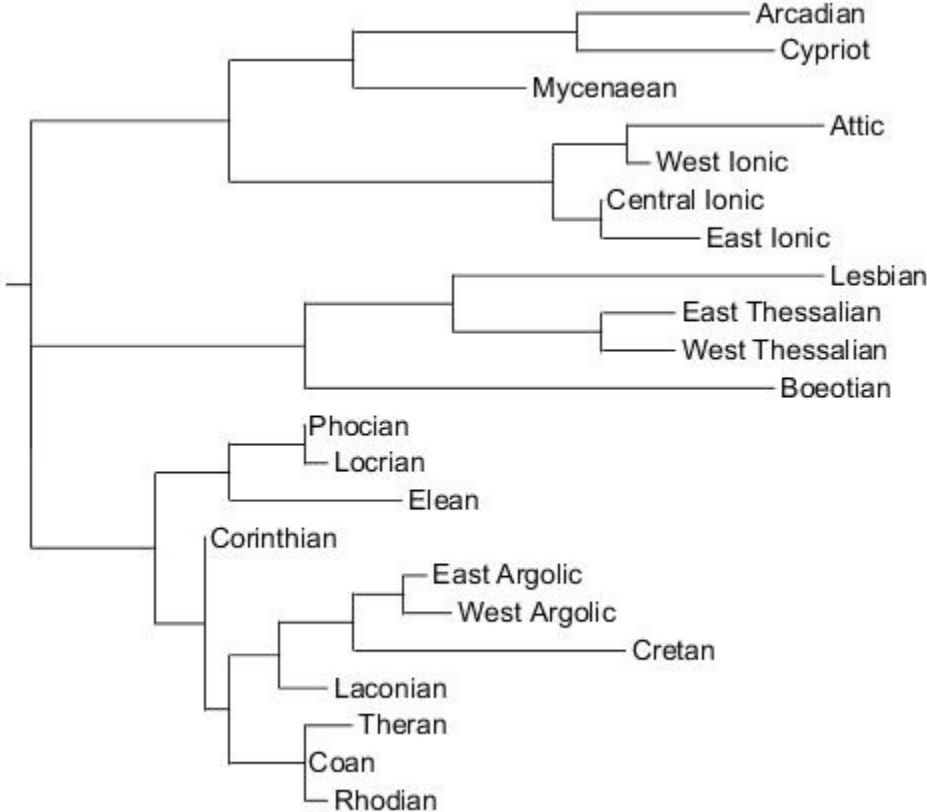 Arcadian
Cypriot
Mycenaean
Attic
West Ionic
Central Ionic
East Ionic
Lesbian
East Thessalian
West Thessalian
Boeotian
Phocian
Locrian
Elean
Corinthian
East Argolic
West Argolic
Cretan
Laconian
Theran
Coan
Rhodian